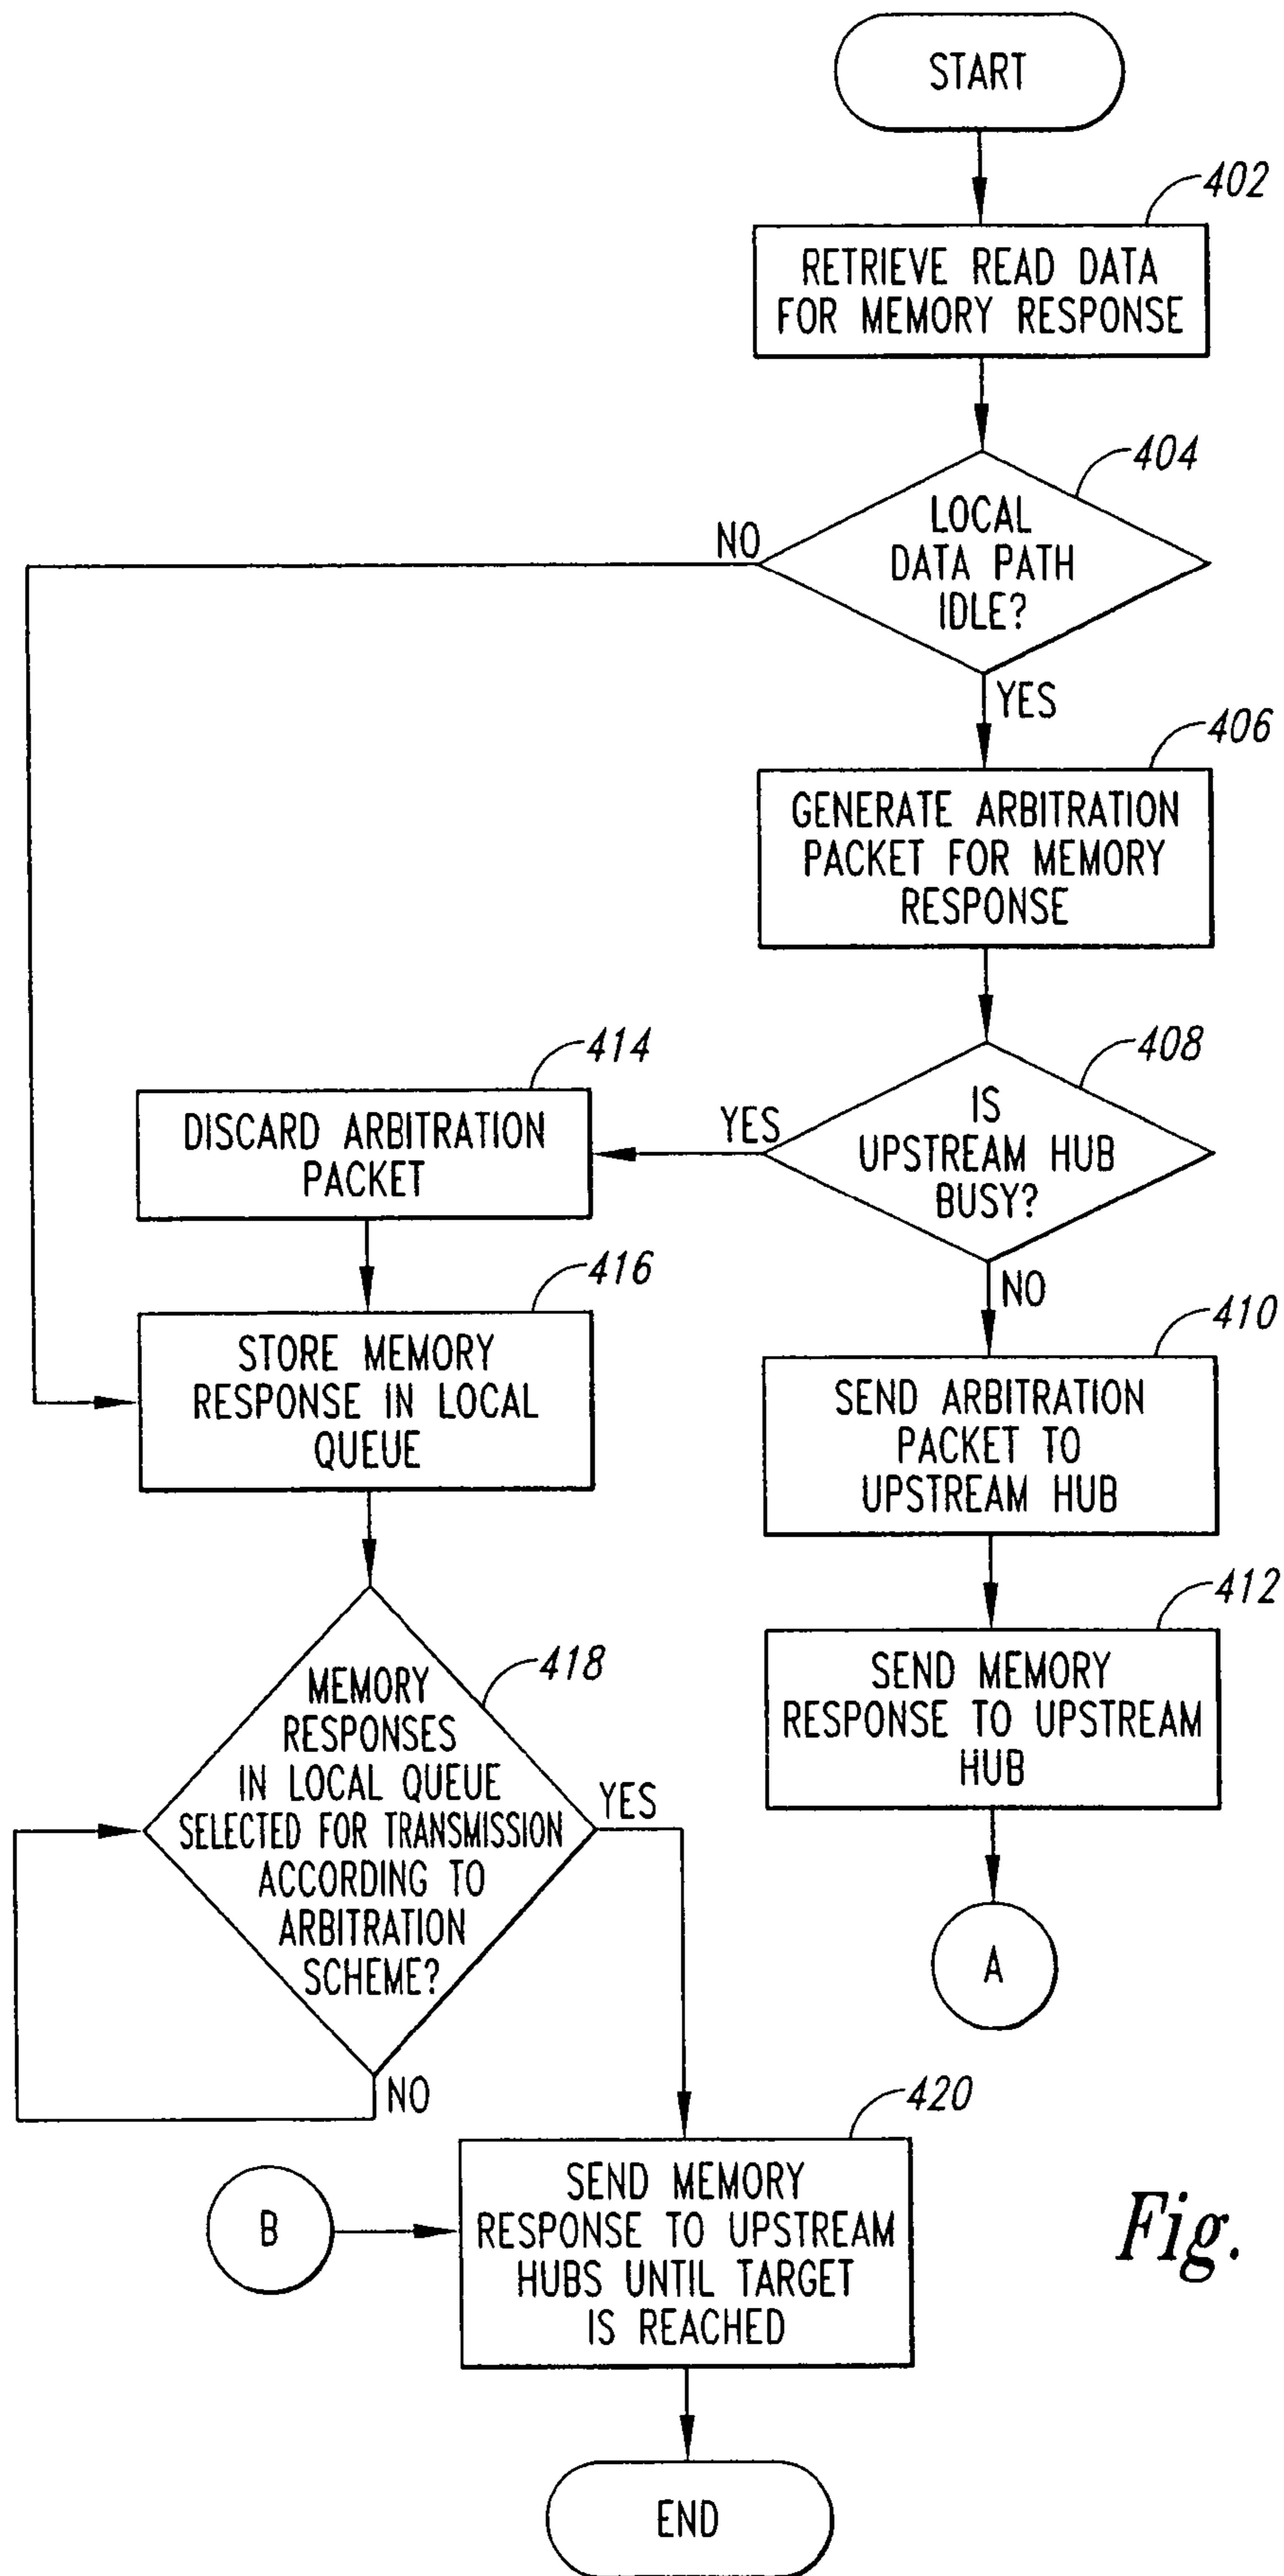 START
402
RETRIEVE READ DATA
FOR MEMORY RESPONSE
404
LOCAL
DATA PATH
IDLE?
NO
YES
406
GENERATE ARBITRATION
PACKET FOR MEMORY
RESPONSE
408
IS
UPSTREAM HUB
BUSY?
YES
NO
414
DISCARD ARBITRATION
PACKET
416
STORE MEMORY
RESPONSE IN LOCAL
QUEUE
410
SEND ARBITRATION
PACKET TO
UPSTREAM HUB
412
SEND MEMORY
RESPONSE TO UPSTREAM
HUB
A
418
MEMORY
RESPONSES
IN LOCAL QUEUE
SELECTED FOR TRANSMISSION
ACCORDING TO
ARBITRATION
SCHEME?
YES
NO
420
SEND MEMORY
RESPONSE TO UPSTREAM
HUBS UNTIL TARGET
IS REACHED
B
END
Fig.